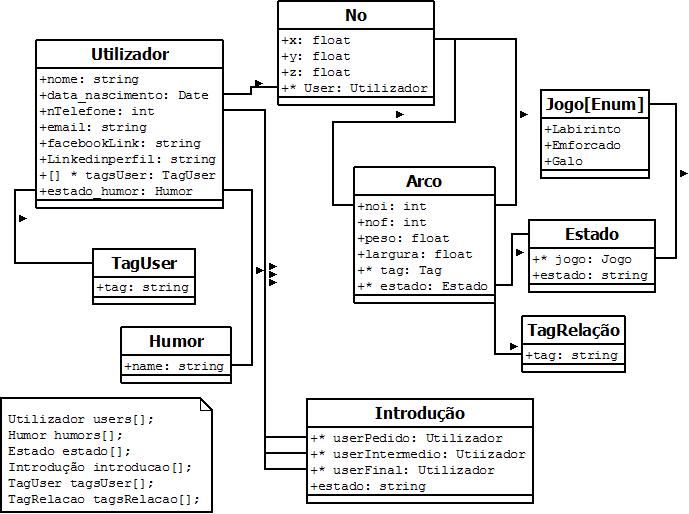 No
+x: float
+y: float
+z: float
+* User: Utilizador
Utilizador
+nome: string
+data_nascimento: Date
+nTelefone: int
+email: string
+facebookLink: string
+Linkedinperfil: string
+[] * tagsUser: TagUser
+estado_humor: Humor
Jogo[Enum]
+Labirinto
+Emforcado
+Galo
Arco
+noi: int
+nof: int
+peso: float
+largura: float
+* tag: Tag
+* estado: Estado
Estado
+* jogo: Jogo
+estado: string
TagUser
+tag: string
TagRelação
+tag: string
Humor
+name: string
Introdução
+* userPedido: Utilizador
+* userIntermedio: Utiizador
+* userFinal: Utilizador
+estado: string
Utilizador users[];
Humor humors[];
Estado estado[];
Introdução introducao[];
TagUser tagsUser[];
TagRelacao tagsRelacao[];